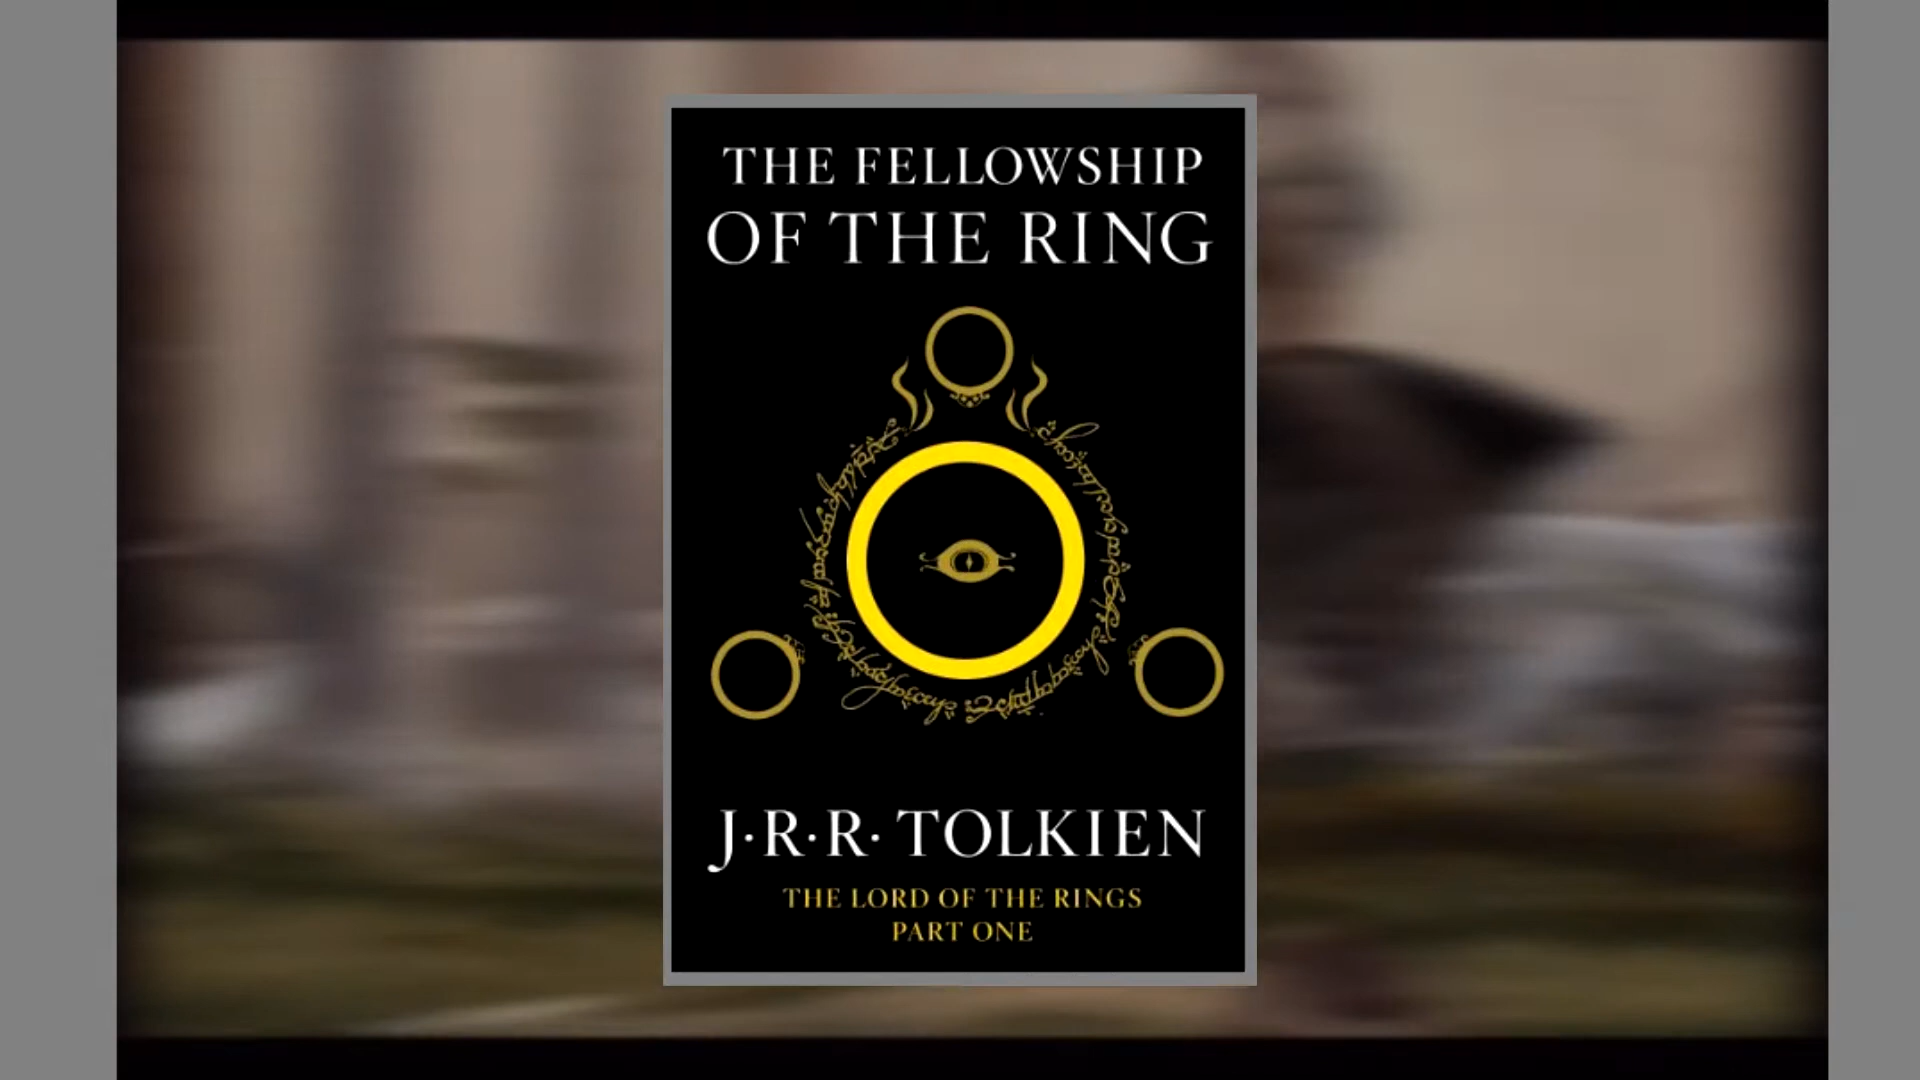 THE FELLOWSHIP
OF THE RING
J·R·R· TOLKIEN
THE LORD OF THE RINGS
PART ONE